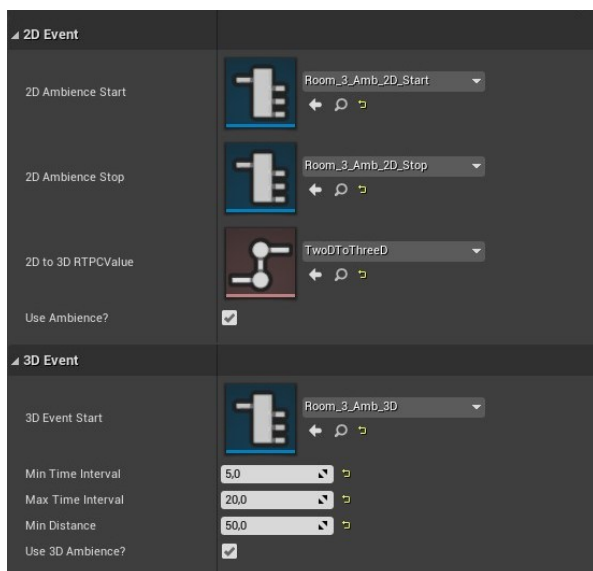 2D Event
2D Ambience Start
Room_3_Amb_2D_Start
2D Ambience Stop
Room_3_Amb_2D_Stop
2D to 3D RTPCValue
TwoDToThreeD
Use Ambience?
3D Event
3D Event Start
Room_3_Amb_3D
Min Time Interval 5,0
Max Time Interval 20,0
Min Distance 50,0
Use 3D Ambience?